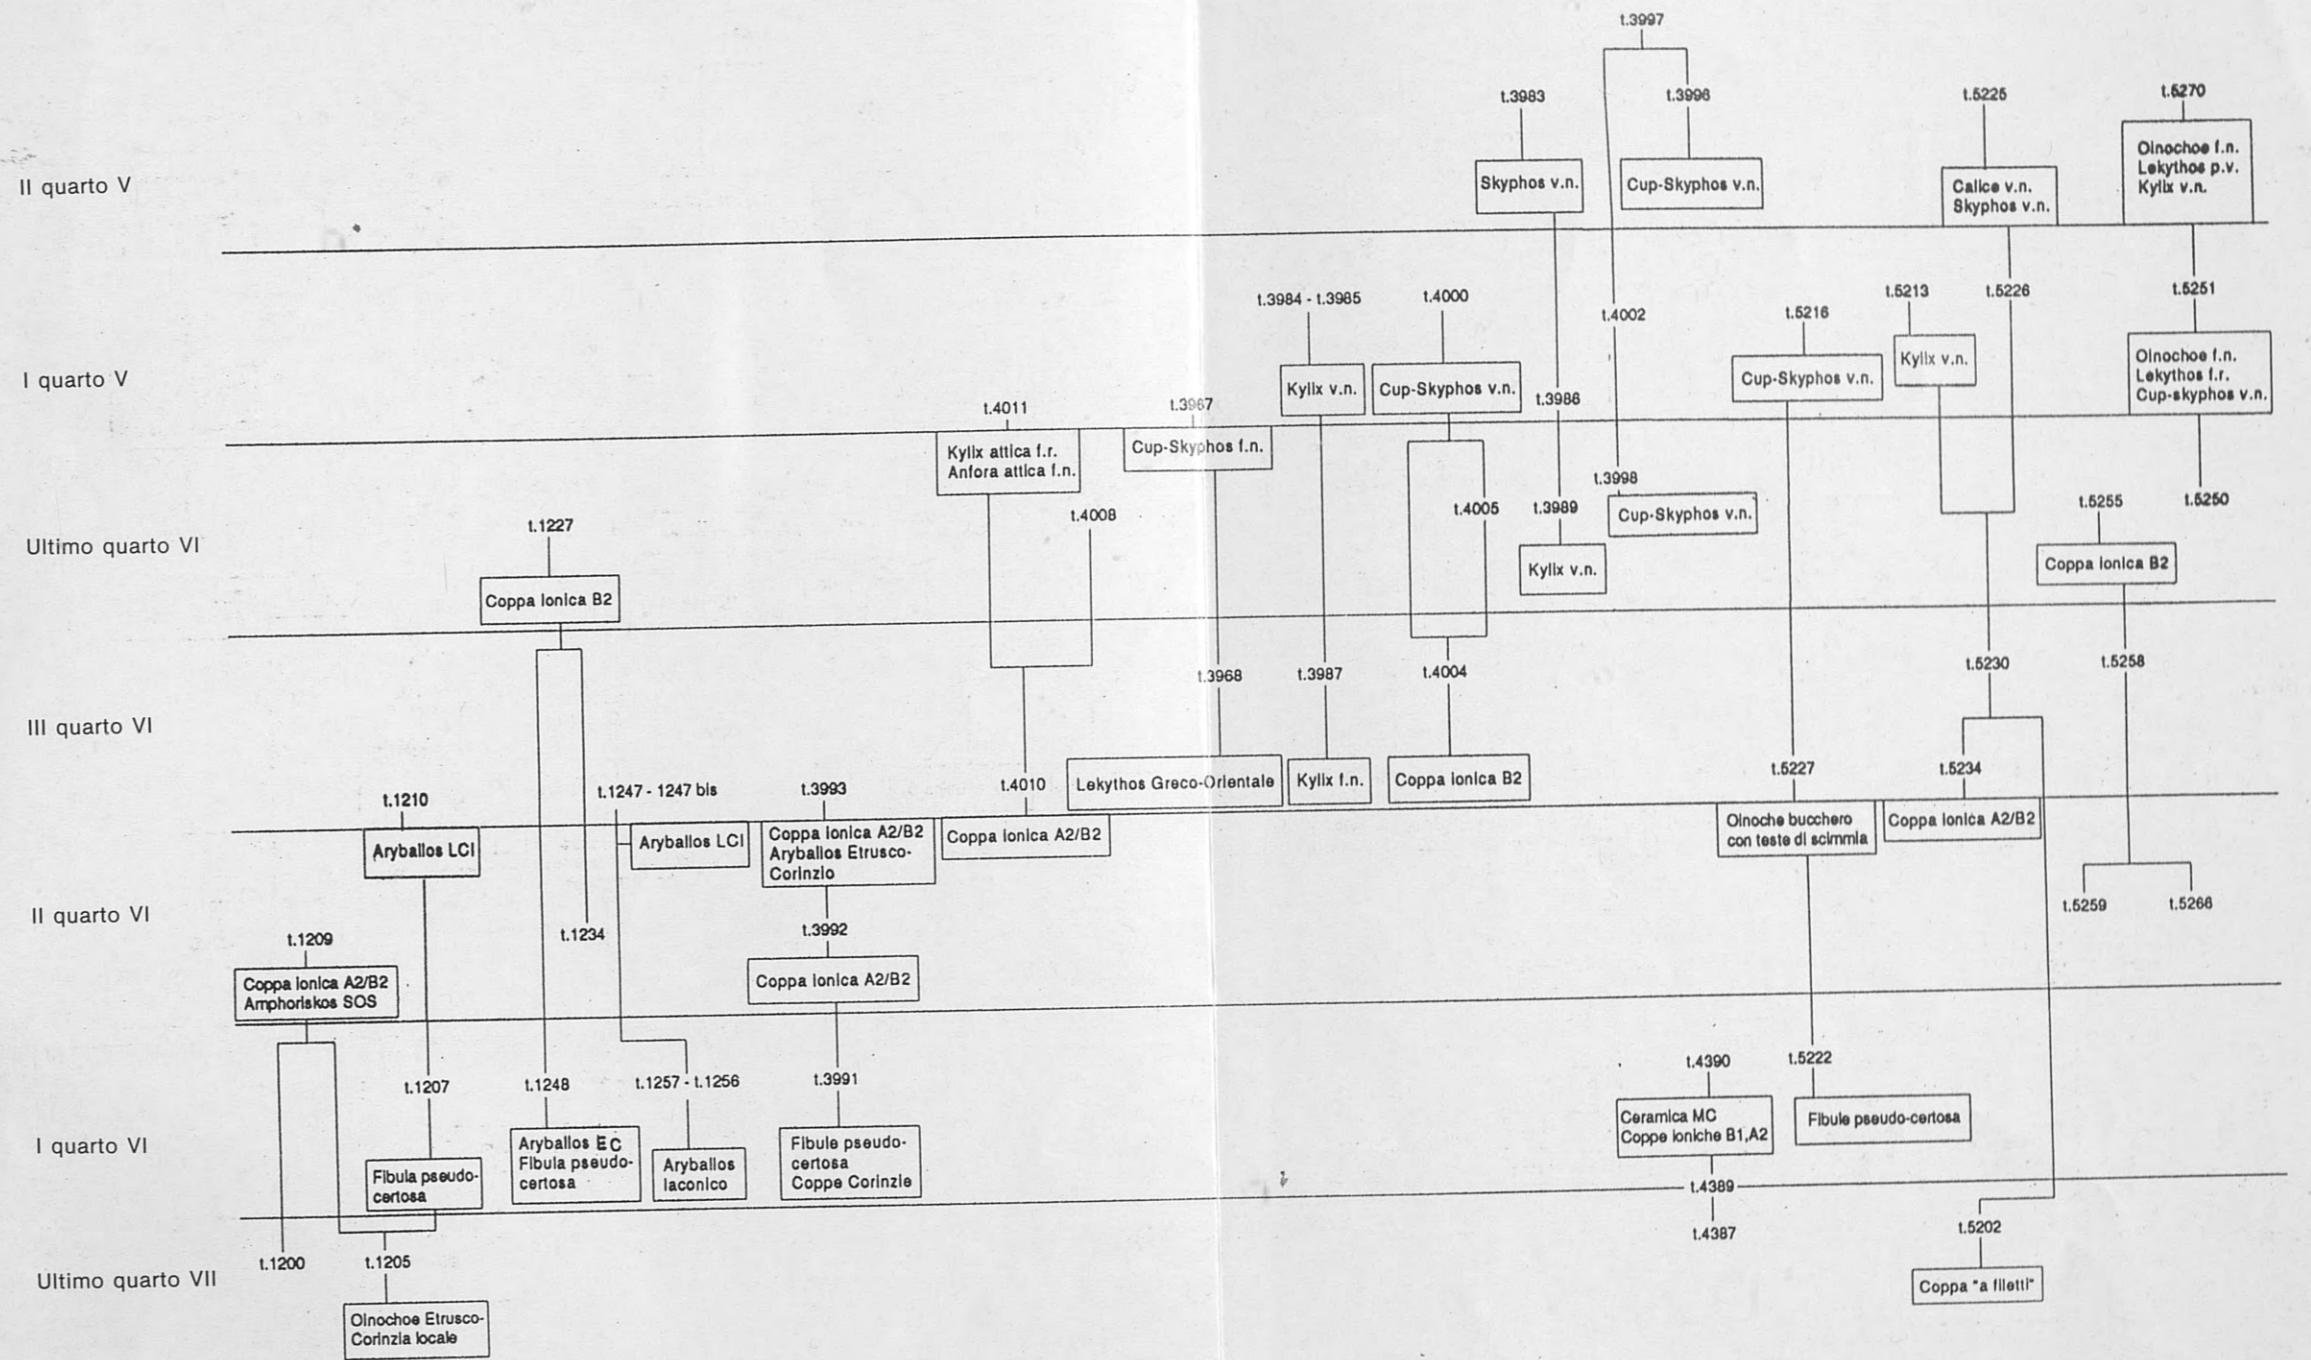 t.3997
t.3983
t.3996
t.5225
t.5270
II quarto V
Skyphos v.n.
Cup-Skyphos v.n.
Calice v.n.
Skyphos v.n.
Oinochoe f.n.
Lekythos p.v.
Kylix v.n.
t.3984 - t.3985
t.4000
t.4002
t.5216
t.5213
t.5226
t.5251
I quarto V
Kylix v.n.
Cup-Skyphos v.n.
t.3986
Cup-Skyphos v.n.
Kylix v.n.
Oinochoe f.n.
Lekythos f.r.
Cup-skyphos v.n.
t.4011
t.3967
Kylix attica f.r.
Anfora attica f.n.
Cup-Skyphos f.n.
Ultimo quarto VI
t.1227
t.4008
t.4005
t.3989
t.3998
Cup-Skyphos v.n.
t.5255
t.5250
Coppa ionica B2
Kylix v.n.
Coppa ionica B2
III quarto VI
t.3968
t.3987
t.4004
t.5230
t.5258
Lekythos Greco-Orientale
Kylix f.n.
Coppa ionica B2
t.1210
t.1247 - 1247 bis
t.3993
t.4010
t.5227
t.5234
II quarto VI
Aryballos LCI
Aryballos LCI
Coppa ionica A2/B2
Aryballos Etrusco-
Corinzio
Coppa ionica A2/B2
Oinoche bucchero
con teste di scimmia
Coppa ionica A2/B2
t.1209
t.1234
t.3992
t.5259
t.5266
Coppa ionica A2/B2
Amphoriskos SOS
Coppa ionica A2/B2
I quarto VI
t.1207
t.1248
t.1257 - t.1256
t.3991
t.4390
t.5222
Fibula pseudo-
certosa
Aryballos EC
Fibula pseudo-
certosa
Aryballos
laconico
Fibule pseudo-
certosa
Coppe Corinzie
Ceramica MC
Coppe ioniche B1,A2
Fibule pseudo-certosa
t.4389
Ultimo quarto VII
t.1200
t.1205
t.4387
t.5202
Oinochoe Etrusco-
Corinzia locale
Coppa "a filetti"